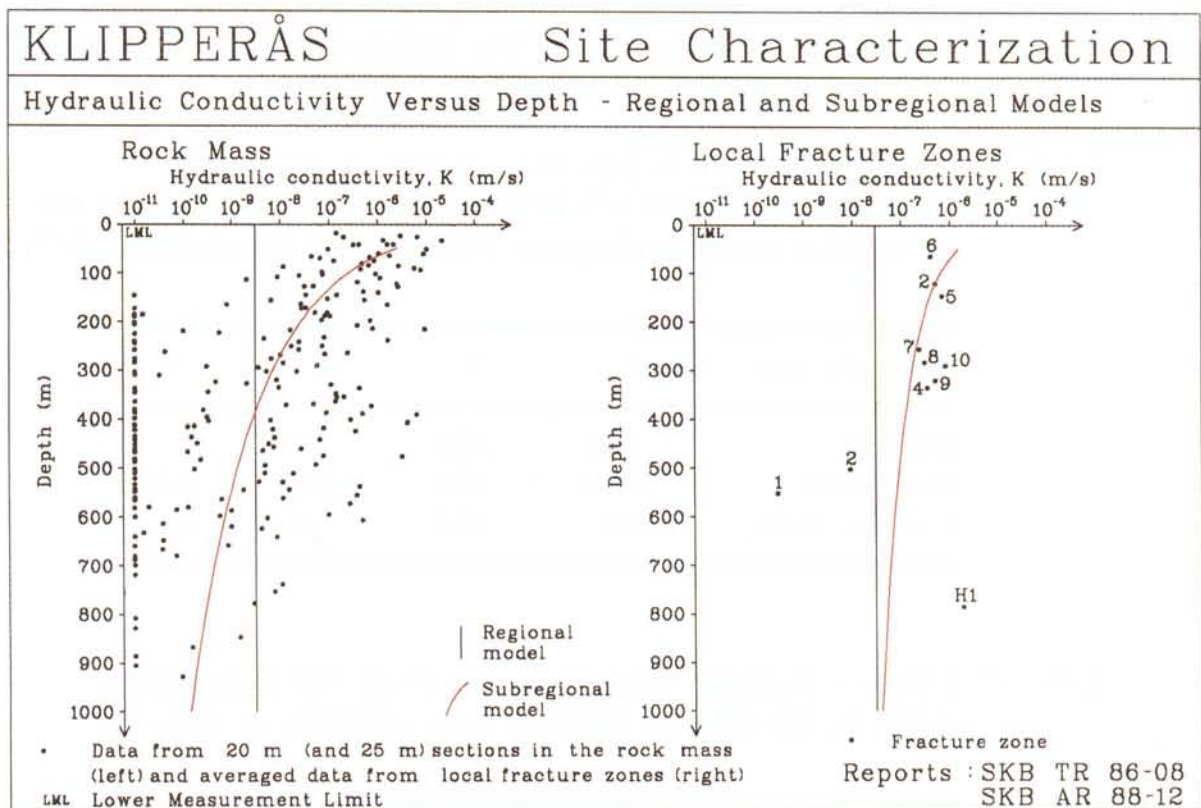 KLIPPERÅS Site Characterization
Hydraulic Conductivity Versus Depth - Regional and Subregional Models
Rock Mass
Hydraulic conductivity, K (m/s)
10⁻¹¹ 10⁻¹⁰ 10⁻⁹ 10⁻⁸ 10⁻⁷ 10⁻⁶ 10⁻⁵ 10⁻⁴
LML
0
100
200
300
400
500
600
700
800
900
1000
Depth (m)
Regional
model
Subregional
model
Local Fracture Zones
Hydraulic conductivity, K (m/s)
10⁻¹¹ 10⁻¹⁰ 10⁻⁹ 10⁻⁸ 10⁻⁷ 10⁻⁶ 10⁻⁵ 10⁻⁴
LML
0
100
200
300
400
500
600
700
800
900
1000
Depth (m)
6
2
5
7
8 10
4 9
2
1
H1
• Data from 20 m (and 25 m) sections in the rock mass
(left) and averaged data from local fracture zones (right)
LML Lower Measurement Limit
• Fracture zone
Reports : SKB TR 86-08
SKB AR 88-12